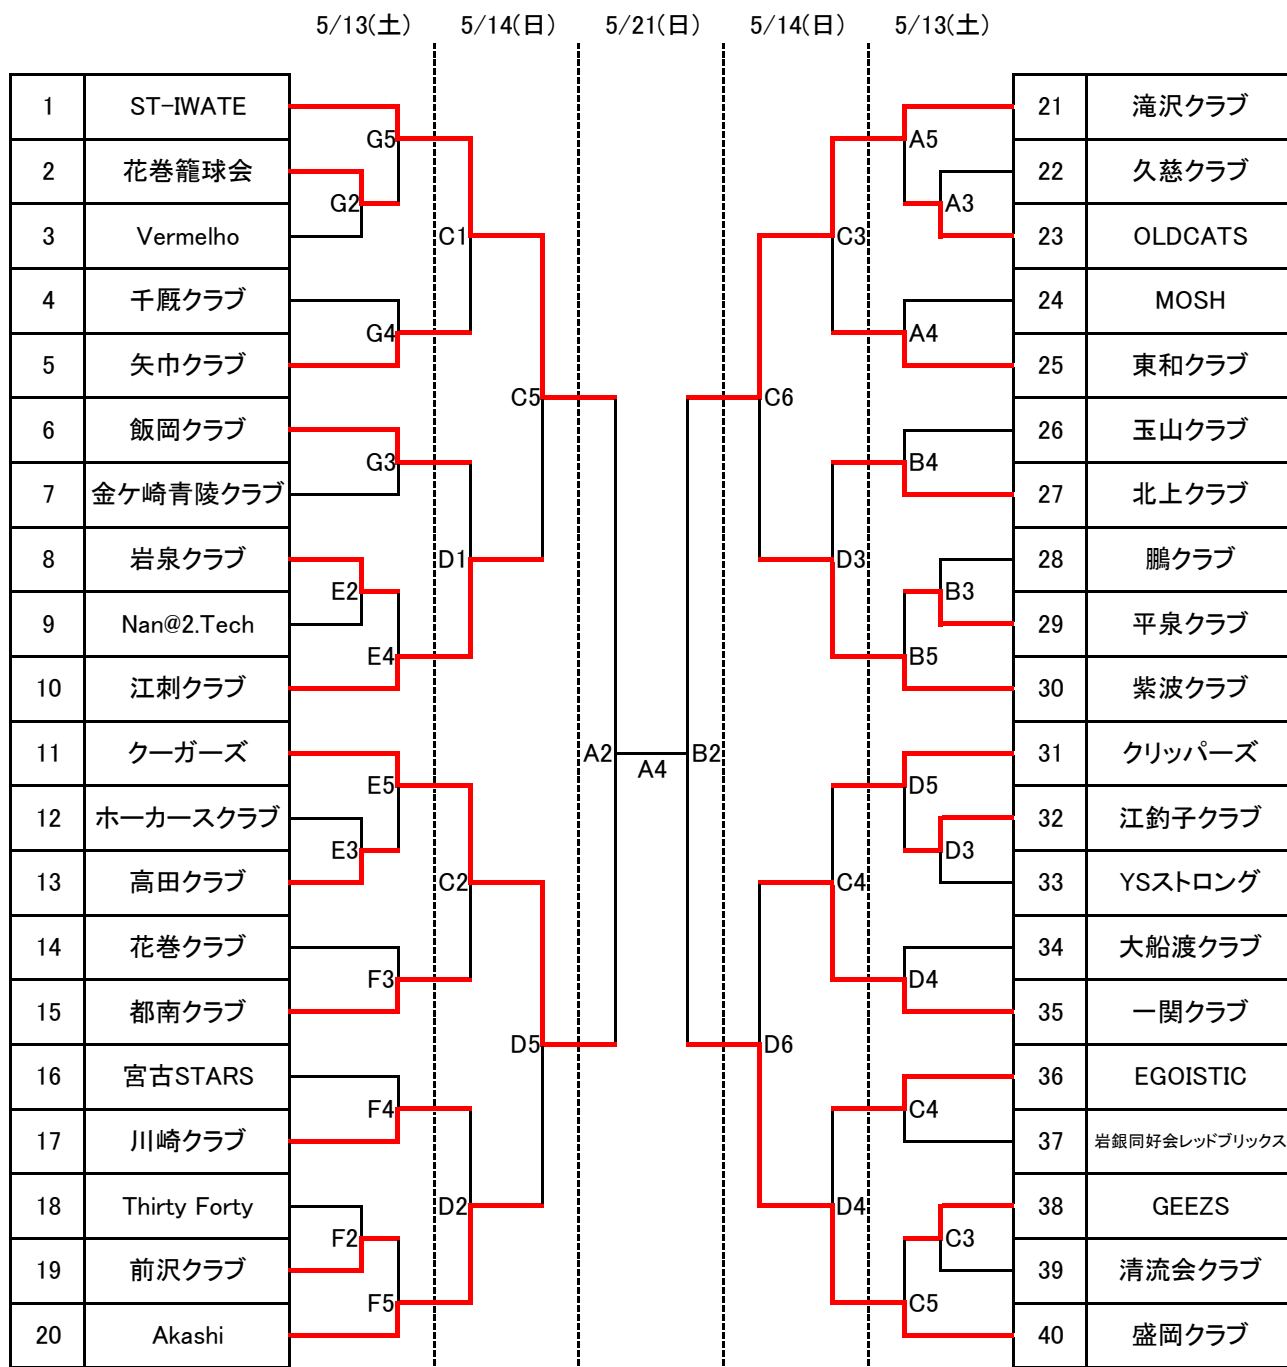 5/13(土) 5/14(日) 5/21(日) 5/14(日) 5/13(土)
1 ST-IWATE 21 滝沢クラブ
G5 A5
2 花巻籠球会 22 久慈クラブ
G2 A3
3 Vermelho C1 C3 23 OLDCATS
4 千厩クラブ 24 MOSH
G4 A4
5 矢巾クラブ 25 東和クラブ
C5 C6
6 飯岡クラブ 26 玉山クラブ
G3 B4
7 金ケ崎青陵クラブ 27 北上クラブ
8 岩泉クラブ D1 D3 28 鵬クラブ
E2 B3
9 Nan@2.Tech 29 平泉クラブ
E4 B5
10 江刺クラブ 30 紫波クラブ
11 クーガーズ A2 A4 B2 31 クリッパーズ
E5 D5
12 ホーカースクラブ 32 江釣子クラブ
E3 D3
13 高田クラブ C2 C4 33 YSストロング
14 花巻クラブ 34 大船渡クラブ
F3 D4
15 都南クラブ 35 一関クラブ
D5 D6
16 宮古STARS 36 EGOISTIC
F4 C4
17 川崎クラブ 37 岩銀同好会レッドブリックス
18 Thirty Forty D2 D4 38 GEEZS
F2 C3
19 前沢クラブ 39 清流会クラブ
F5 C5
20 Akashi 40 盛岡クラブ